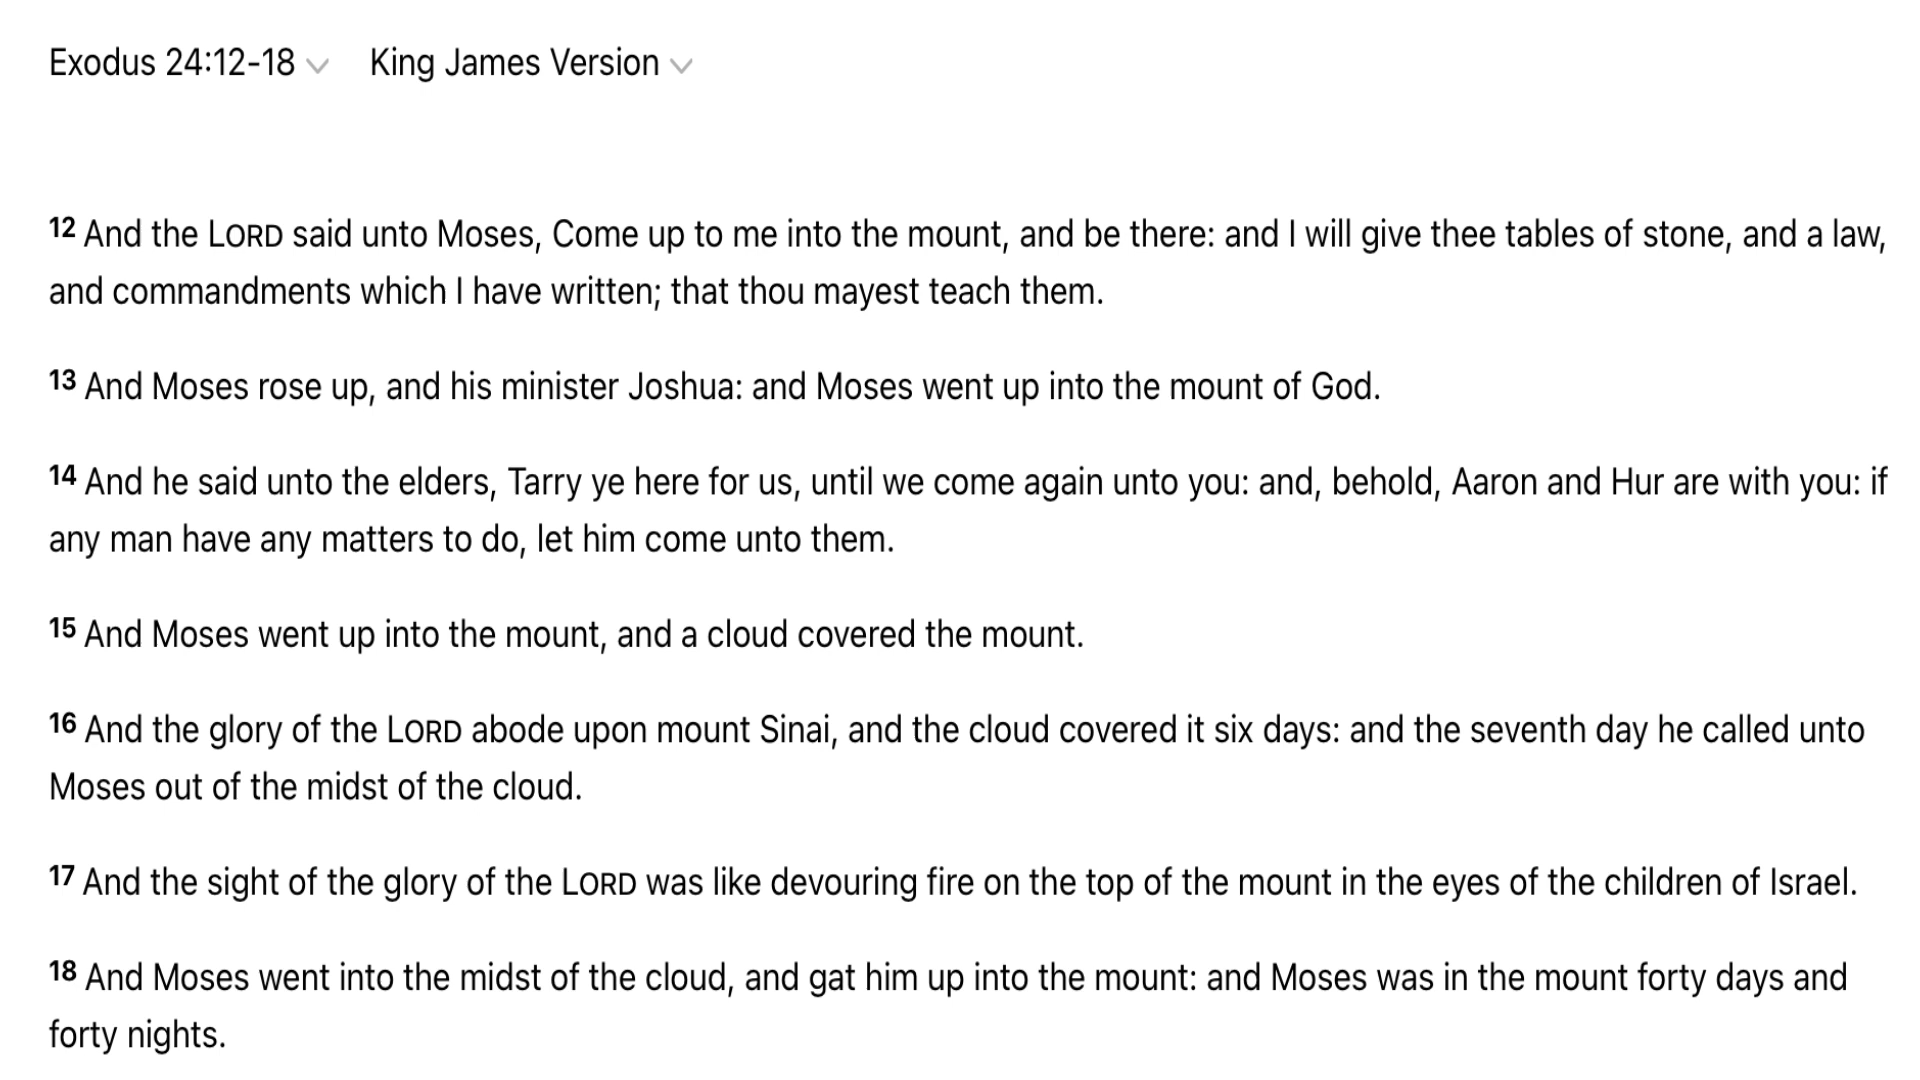 Exodus 24:12-18 King James Version
12 And the LORD said unto Moses, Come up to me into the mount, and be there: and I will give thee tables of stone, and a law,
and commandments which I have written; that thou mayest teach them.
13 And Moses rose up, and his minister Joshua: and Moses went up into the mount of God.
14 And he said unto the elders, Tarry ye here for us, until we come again unto you: and, behold, Aaron and Hur are with you: if
any man have any matters to do, let him come unto them.
15 And Moses went up into the mount, and a cloud covered the mount.
16 And the glory of the LORD abode upon mount Sinai, and the cloud covered it six days: and the seventh day he called unto
Moses out of the midst of the cloud.
17 And the sight of the glory of the LORD was like devouring fire on the top of the mount in the eyes of the children of Israel.
18 And Moses went into the midst of the cloud, and gat him up into the mount: and Moses was in the mount forty days and
forty nights.